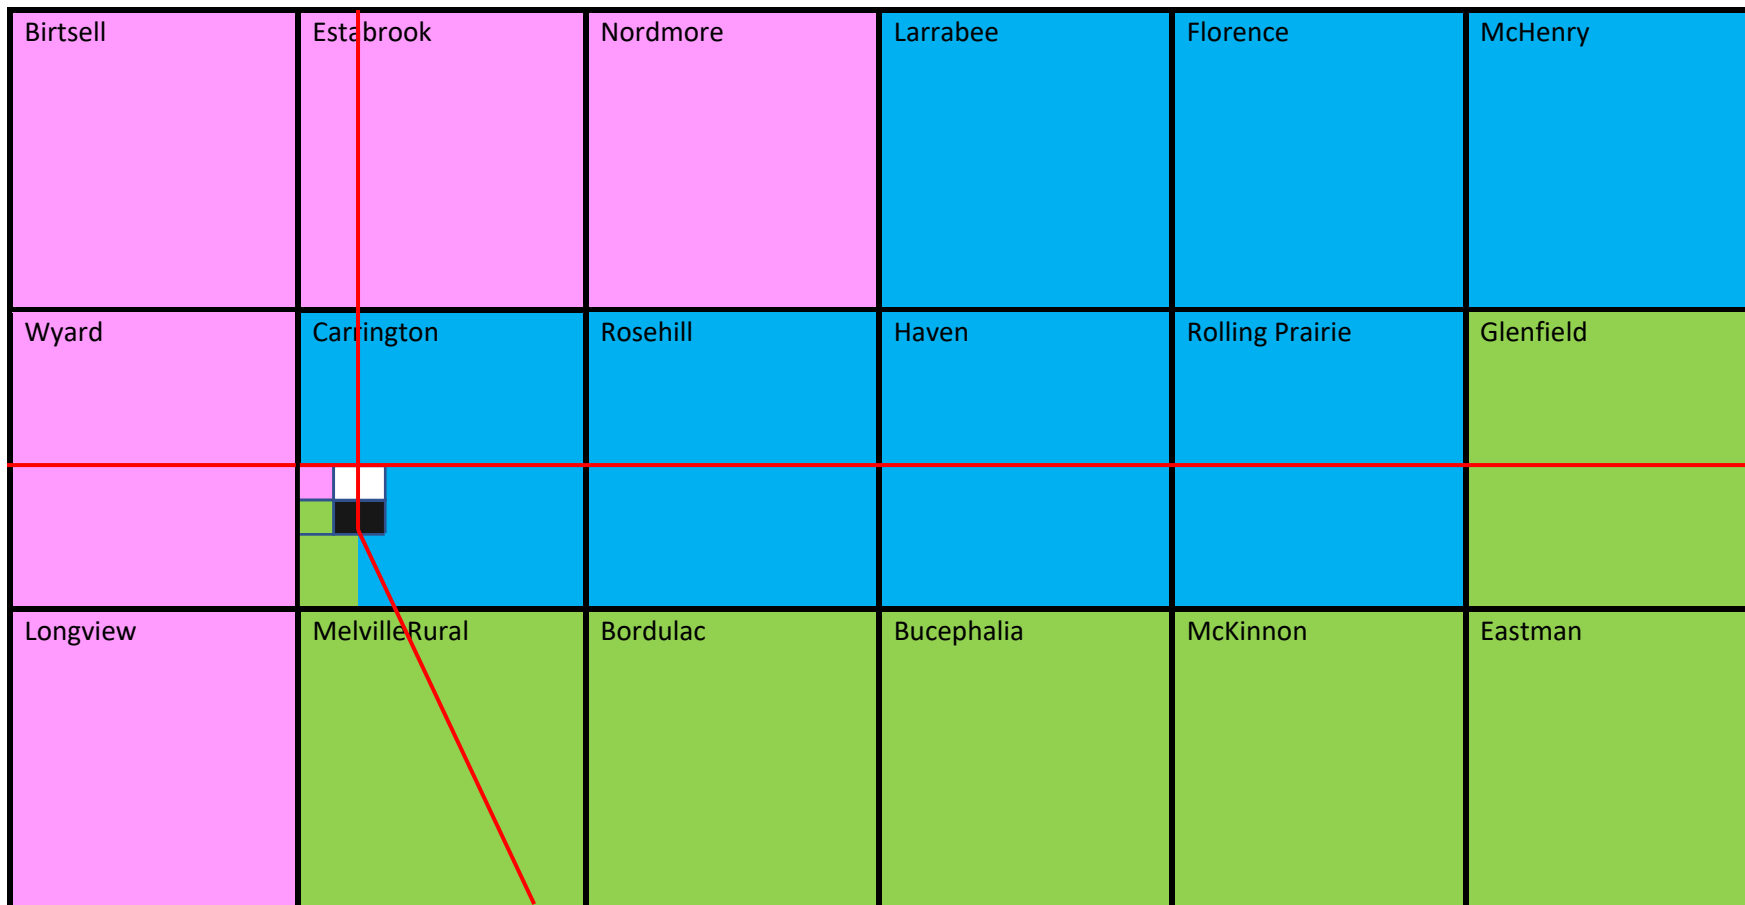 Birtsell
Estabrook
Nordmore
Larrabee
Florence
McHenry
Wyard
Carrington
Rosehill
Haven
Rolling Prairie
Glenfield
Longview
MelvilleRural
Bordulac
Bucephalia
McKinnon
Eastman